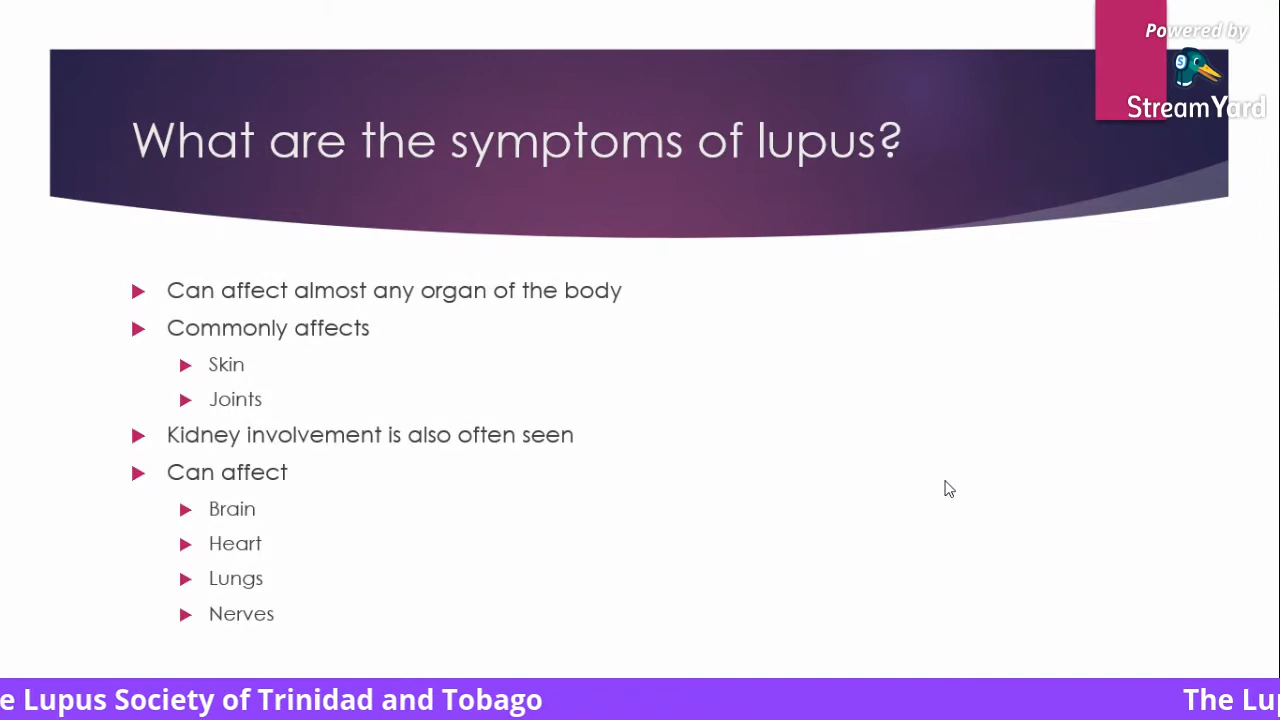 Powered by
StreamYard
What are the symptoms of lupus?
Can affect almost any organ of the body
Commonly affects
Skin
Joints
Kidney involvement is also often seen
Can affect
Brain
Heart
Lungs
Nerves
e Lupus Society of Trinidad and Tobago
The Lu